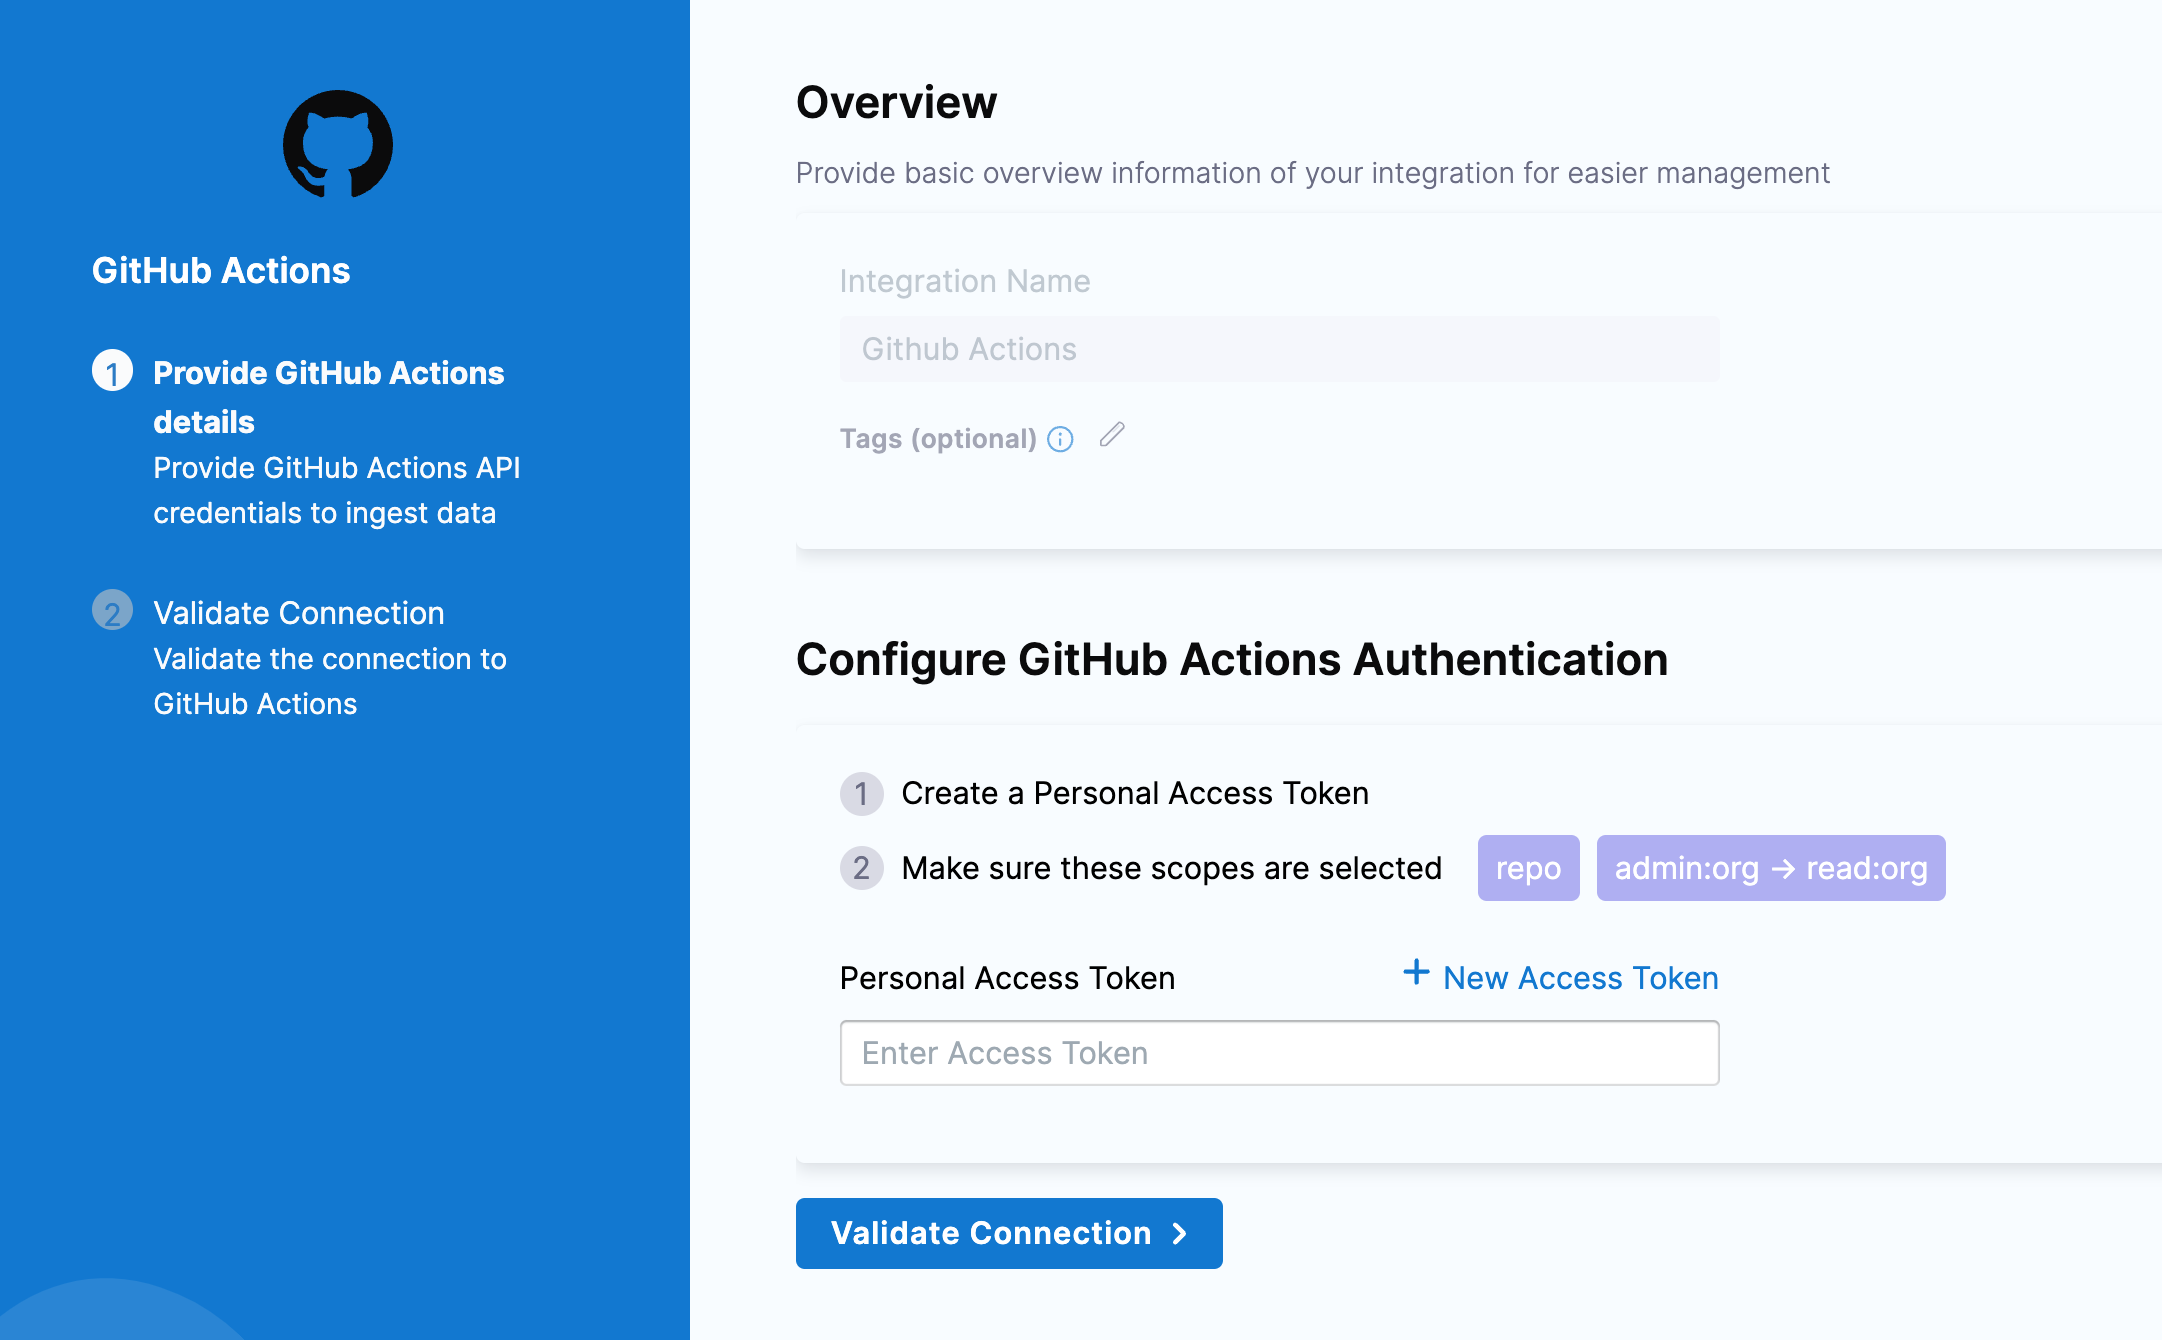 GitHub Actions
1
Provide GitHub Actions
details
Provide GitHub Actions API
credentials to ingest data
2
Validate Connection
Validate the connection to
GitHub Actions
Overview
Provide basic overview information of your integration for easier management
Integration Name
Github Actions
Tags (optional)
Configure GitHub Actions Authentication
1 Create a Personal Access Token
2 Make sure these scopes are selected repo admin:org → read:org
Personal Access Token + New Access Token
Enter Access Token
Validate Connection